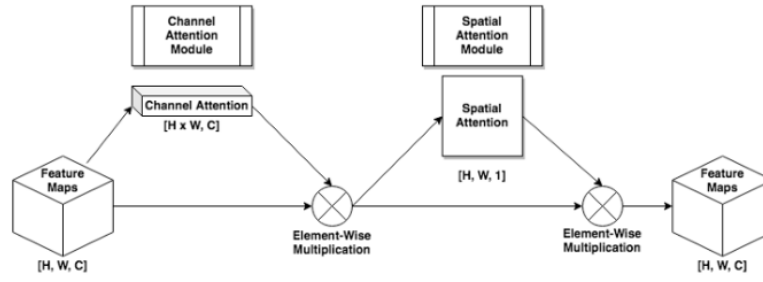 Channel
Attention
Module
Spatial
Attention
Module
Channel Attention
[H x W, C]
Spatial
Attention
[H, W, 1]
Feature
Maps
[H, W, C]
Element-Wise
Multiplication
Element-Wise
Multiplication
Feature
Maps
[H, W, C]